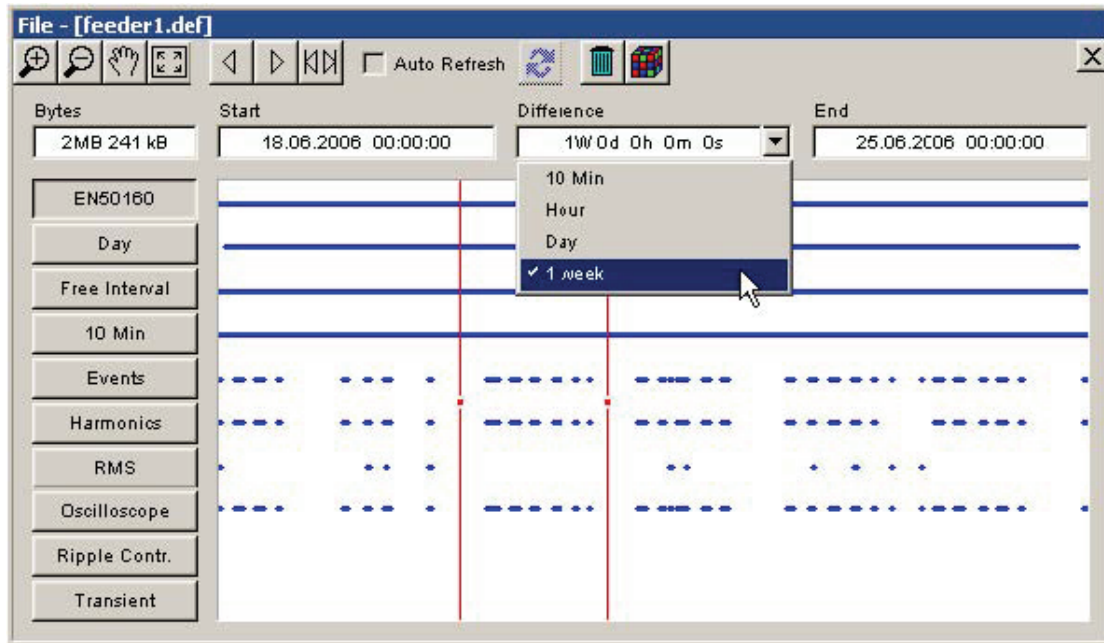 File - [feeder1.def]
Auto Refresh
Bytes
Start
Difference
End
2MB 241 kB
18.06.2006 00:00:00
1W 0d 0h 0m 0s
25.06.2006 00:00:00
10 Min
Hour
Day
1 week
EN50160
Day
Free Interval
10 Min
Events
Harmonics
RMS
Oscilloscope
Ripple Contr.
Transient